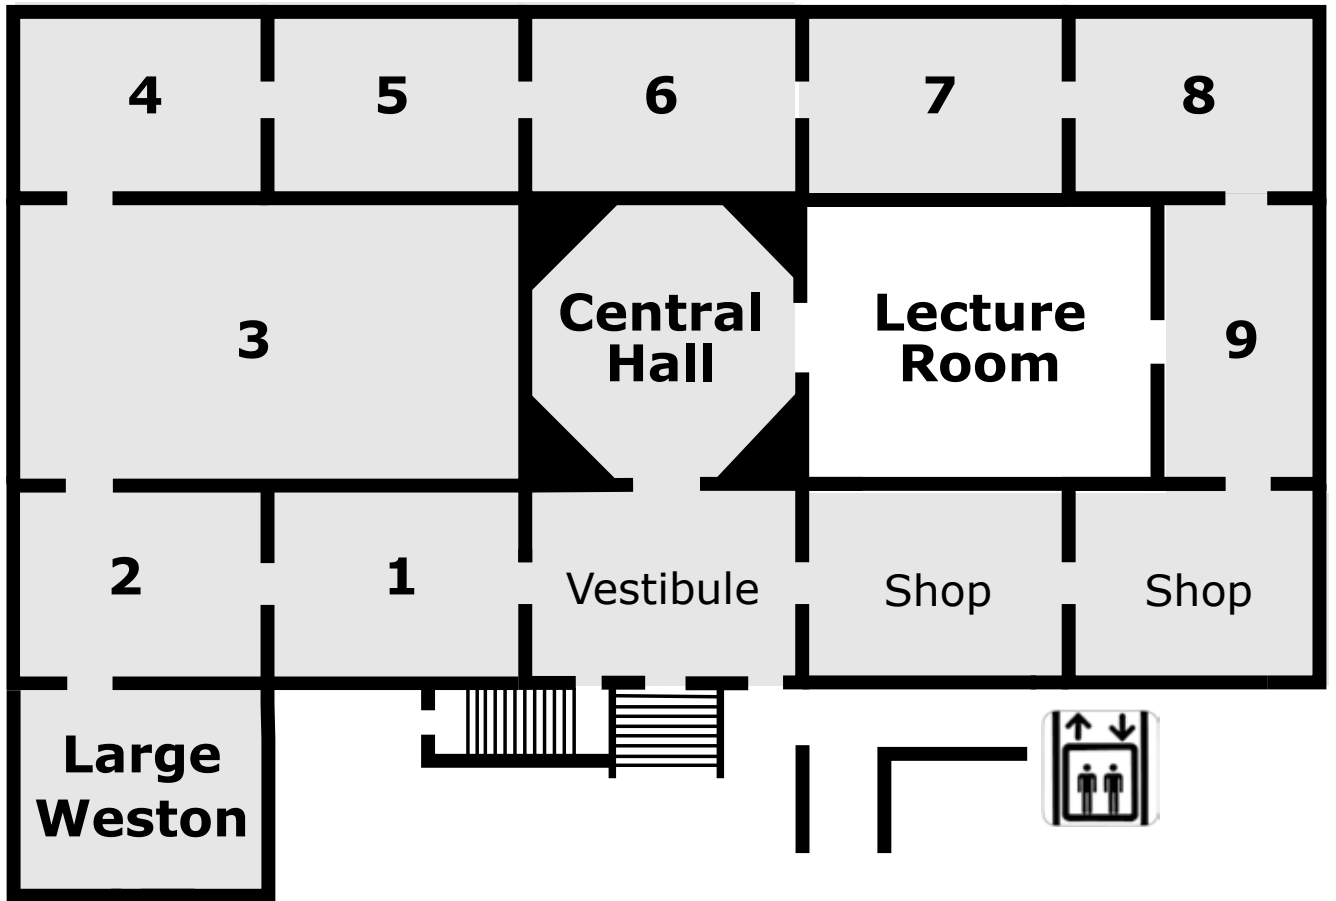 4
5
6
7
8
Central
Hall
Lecture
Room
3
9
2
1
Vestibule
Shop
Shop
Large
Weston